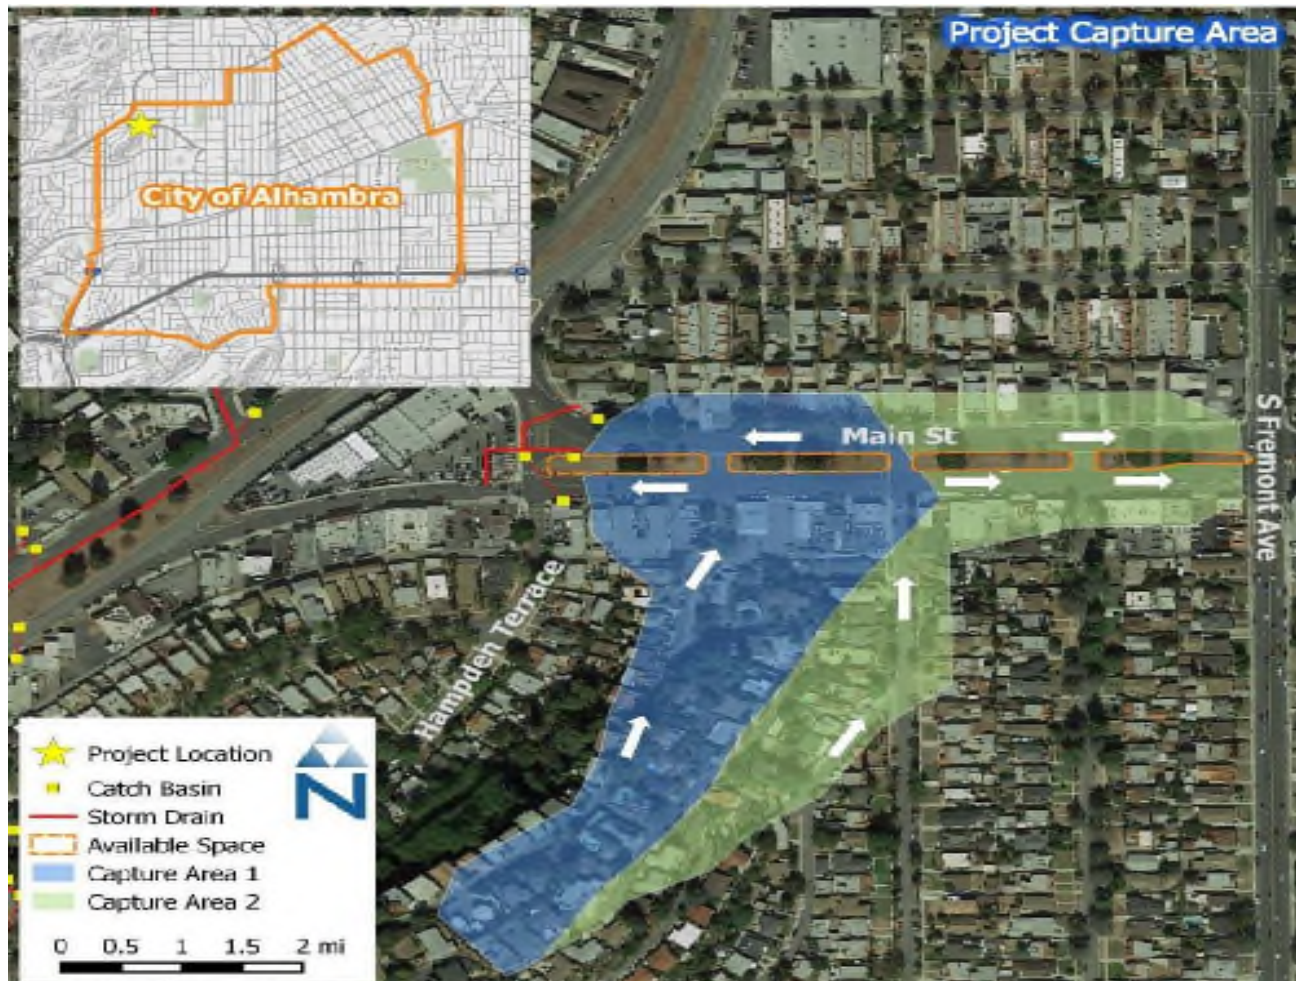 Project Capture Area
City of Alhambra
Main St
S Fremont Ave
Hampden Terrace
Project Location
Catch Basin
Storm Drain
Available Space
Capture Area 1
Capture Area 2
N
0 0.5 1 1.5 2 mi